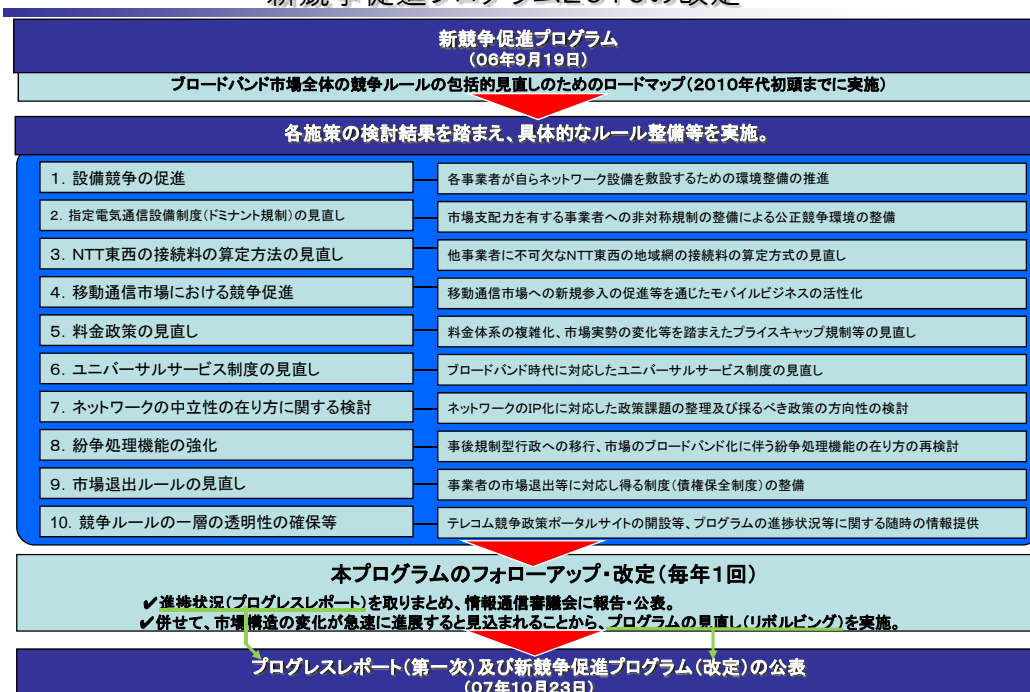 新競争促進プログラム2010の改定
新競争促進プログラム
（06年9月19日）
ブロードバンド市場全体の競争ルールの包括的見直しのためのロードマップ（2010年代初頭までに実施）
各施策の検討結果を踏まえ、具体的なルール整備等を実施。
1．設備競争の促進
各事業者が自らネットワーク設備を敷設するための環境整備の推進
2．指定電気通信設備制度（ドミナント規制）の見直し
市場支配力を有する事業者への非対称規制の整備による公正競争環境の整備
3．NTT東西の接続料の算定方法の見直し
他事業者に不可欠なNTT東西の地域網の接続料の算定方式の見直し
4．移動通信市場における競争促進
移動通信市場への新規参入の促進等を通じたモバイルビジネスの活性化
5．料金政策の見直し
料金体系の複雑化、市場実勢の変化等を踏まえたプライスキャップ規制等の見直し
6．ユニバーサルサービス制度の見直し
ブロードバンド時代に対応したユニバーサルサービス制度の見直し
7．ネットワークの中立性の在り方に関する検討
ネットワークのIP化に対応した政策課題の整理及び採るべき政策の方向性の検討
8．紛争処理機能の強化
事後規制型行政への移行、市場のブロードバンド化に伴う紛争処理機能の在り方の再検討
9．市場退出ルールの見直し
事業者の市場退出等に対応し得る制度（債権保全制度）の整備
10．競争ルールの一層の透明性の確保等
テレコム競争政策ポータルサイトの開設等、プログラムの進捗状況等に関する随時の情報提供
本プログラムのフォローアップ・改定（毎年1回）
✔進捗状況（プログレスレポート）を取りまとめ、情報通信審議会に報告・公表。
✔併せて、市場構造の変化が急速に進展すると見込まれることから、プログラムの見直し（リボルビング）を実施。
プログレスレポート（第一次）及び新競争促進プログラム（改定）の公表
（07年10月23日）